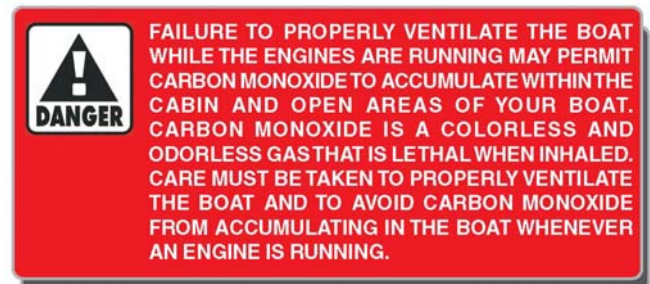 DANGER
FAILURE TO PROPERLY VENTILATE THE BOAT
WHILE THE ENGINES ARE RUNNING MAY PERMIT
CARBON MONOXIDE TO ACCUMULATE WITHIN THE
CABIN AND OPEN AREAS OF YOUR BOAT.
CARBON MONOXIDE IS A COLORLESS AND
ODORLESS GAS THAT IS LETHAL WHEN INHALED.
CARE MUST BE TAKEN TO PROPERLY VENTILATE
THE BOAT AND TO AVOID CARBON MONOXIDE
FROM ACCUMULATING IN THE BOAT WHENEVER
AN ENGINE IS RUNNING.